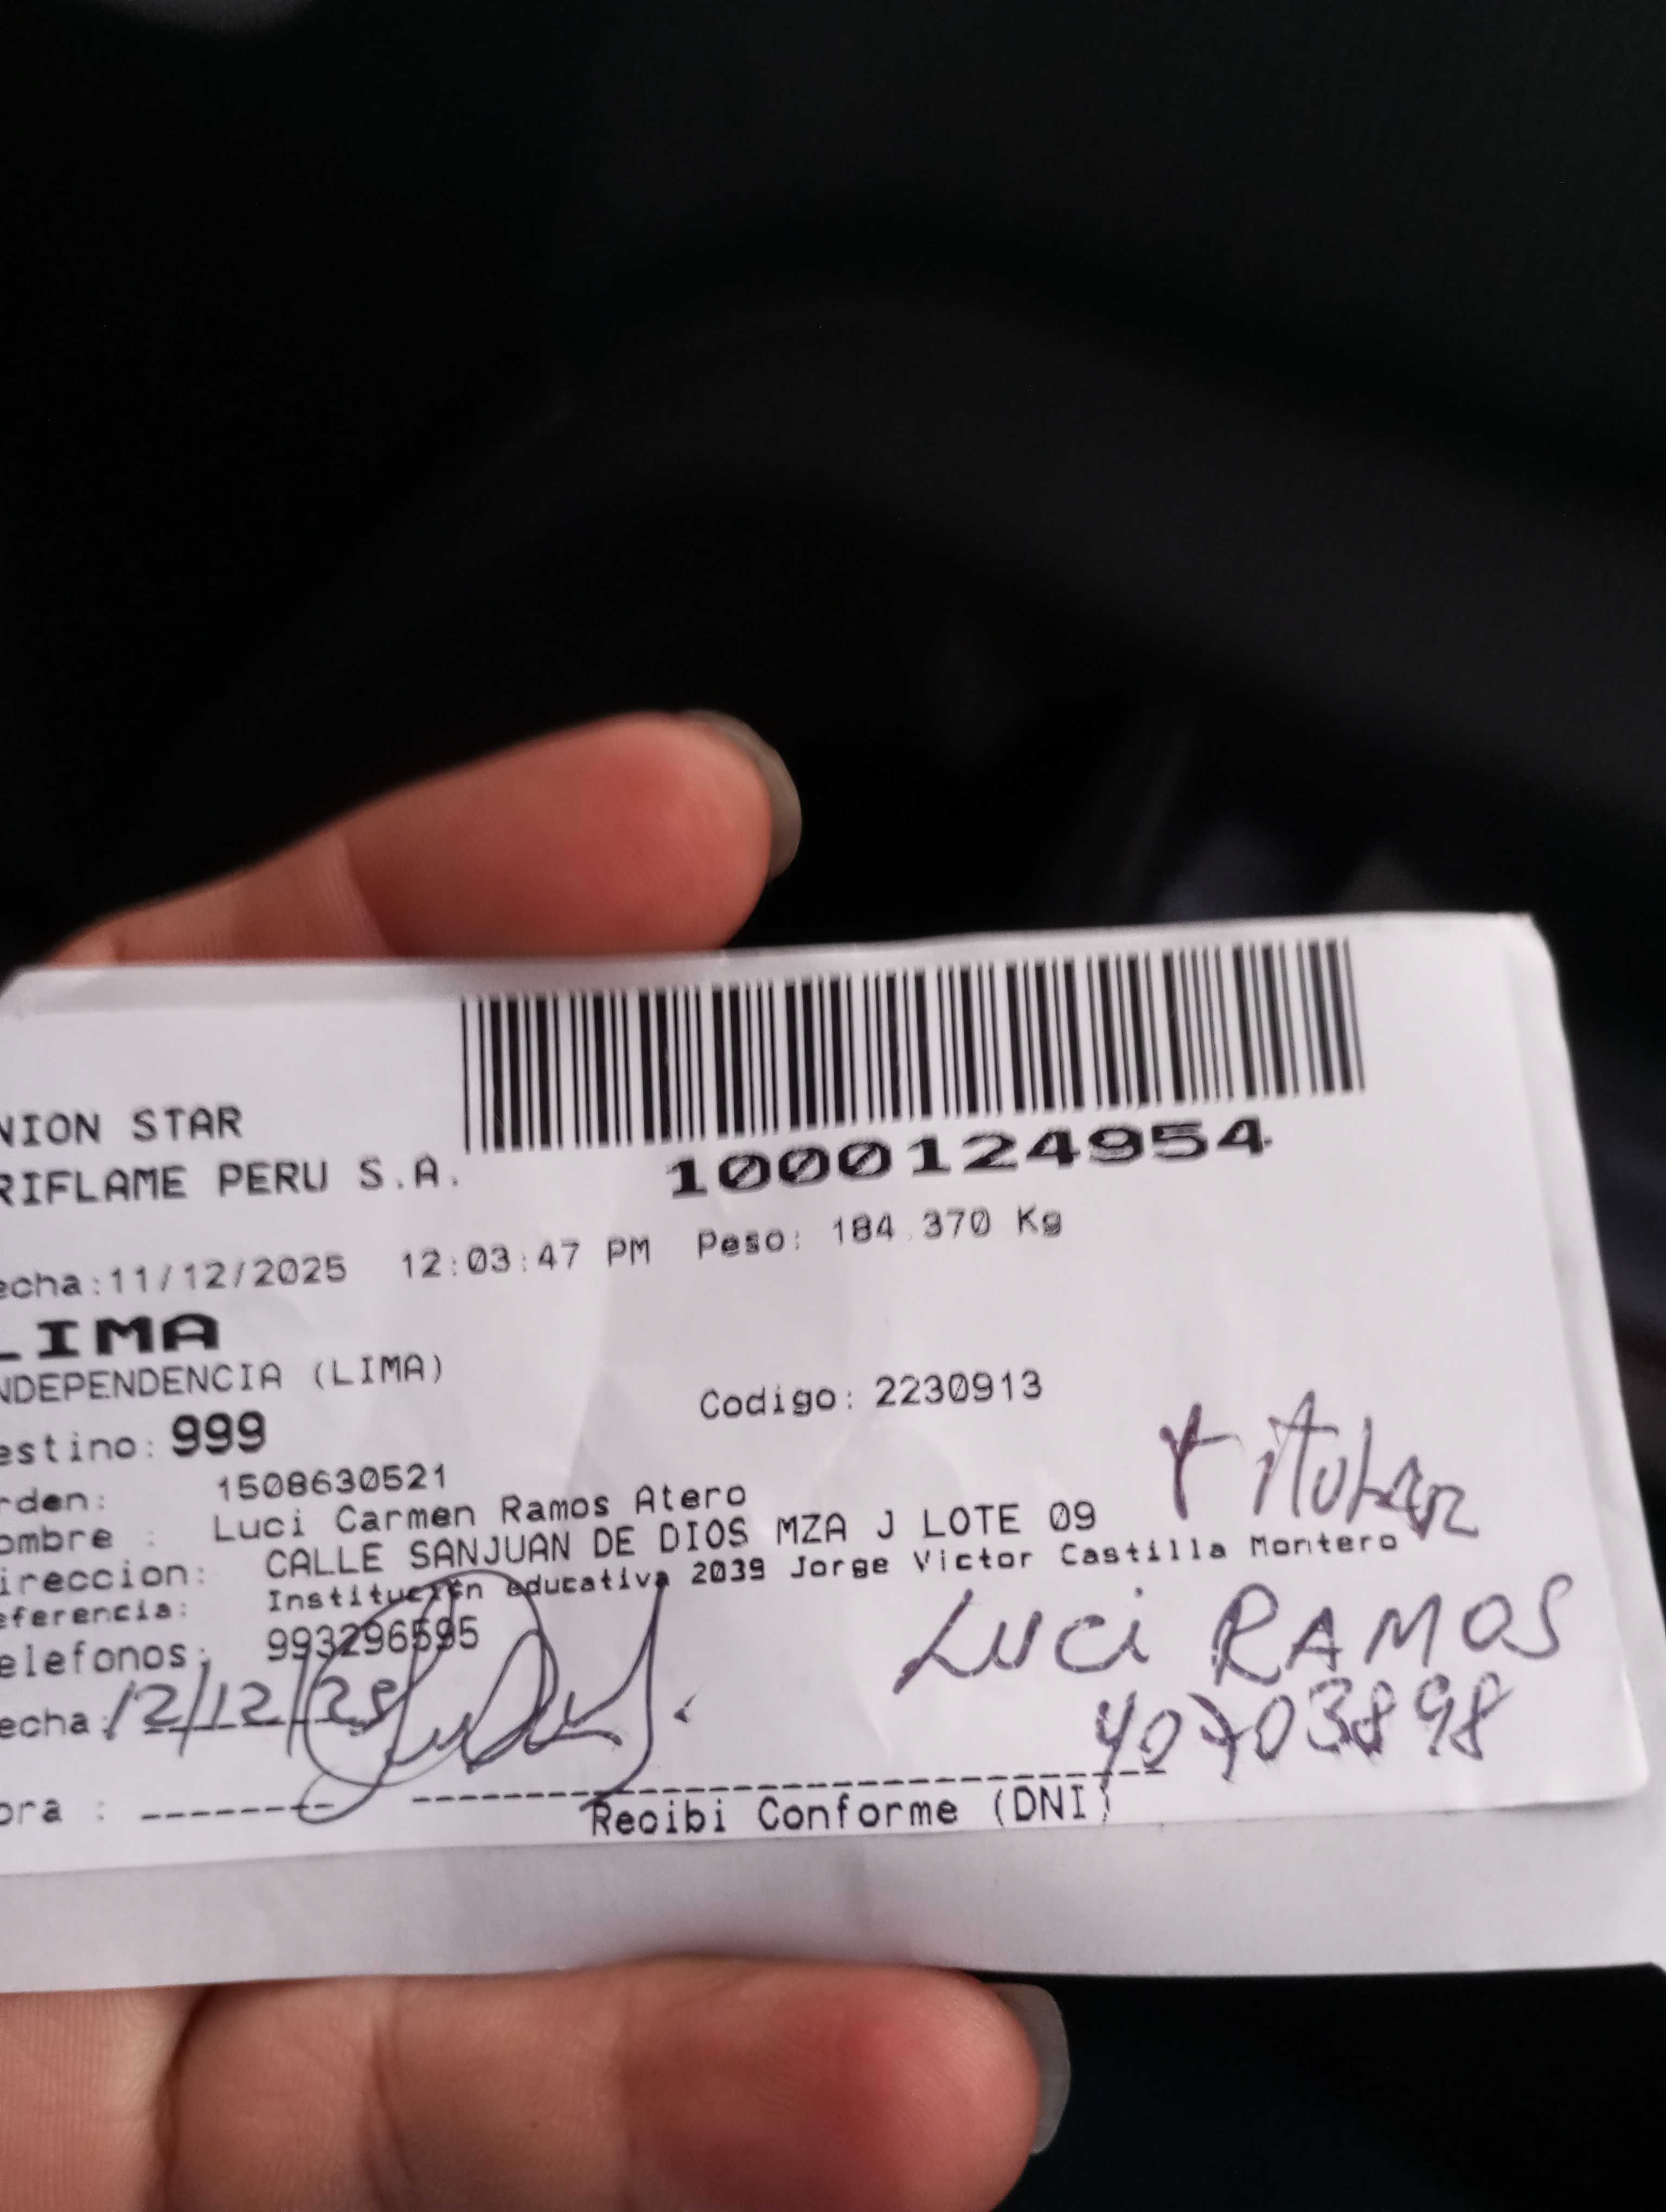 NION STAR
RIFLAME PERU S.A.
1000124954
echa:11/12/2025 12:03:47 PM Peso: 184.370 Kg
LIMA
NDEPENDENCIA (LIMA)
Codigo: 2230913
estino: 999
rden: 1508630521
ombre : Luci Carmen Ramos Atero
ireccion: CALLE SANJUAN DE DIOS MZA J LOTE 09
eferencia: Institución educativa 2039 Jorge Victor Castilla Montero
elefonos: 993296595
Titular
Luci RAMOS
40703898
echa: 12/12/25
ora :
Recibi Conforme (DNI)